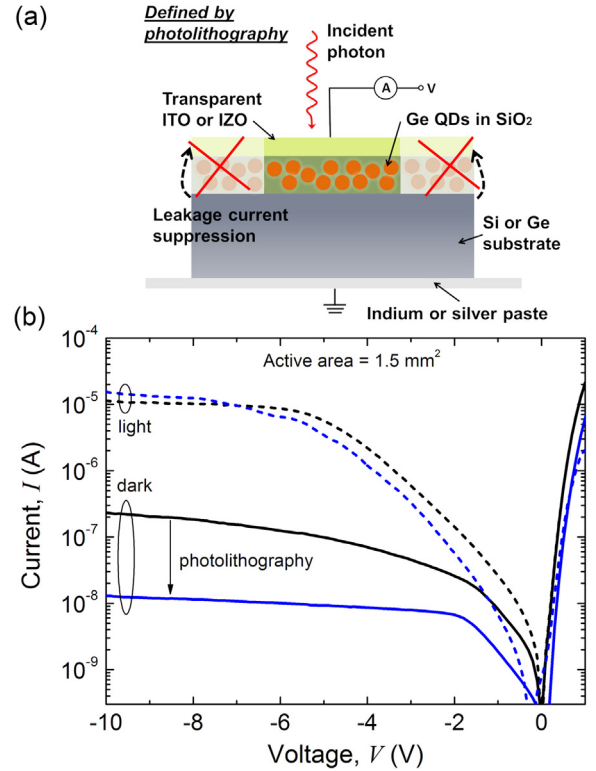 (a)
Defined by
photolithography
Incident
photon
A
V
Transparent
ITO or IZO
Ge QDs in SiO₂
Leakage current
suppression
Si or Ge
substrate
Indium or silver paste
(b)
Active area = 1.5 mm²
light
dark
photolithography
Current, I (A)
10⁻⁴
10⁻⁵
10⁻⁶
10⁻⁷
10⁻⁸
10⁻⁹
-10 -8 -6 -4 -2 0
Voltage, V (V)